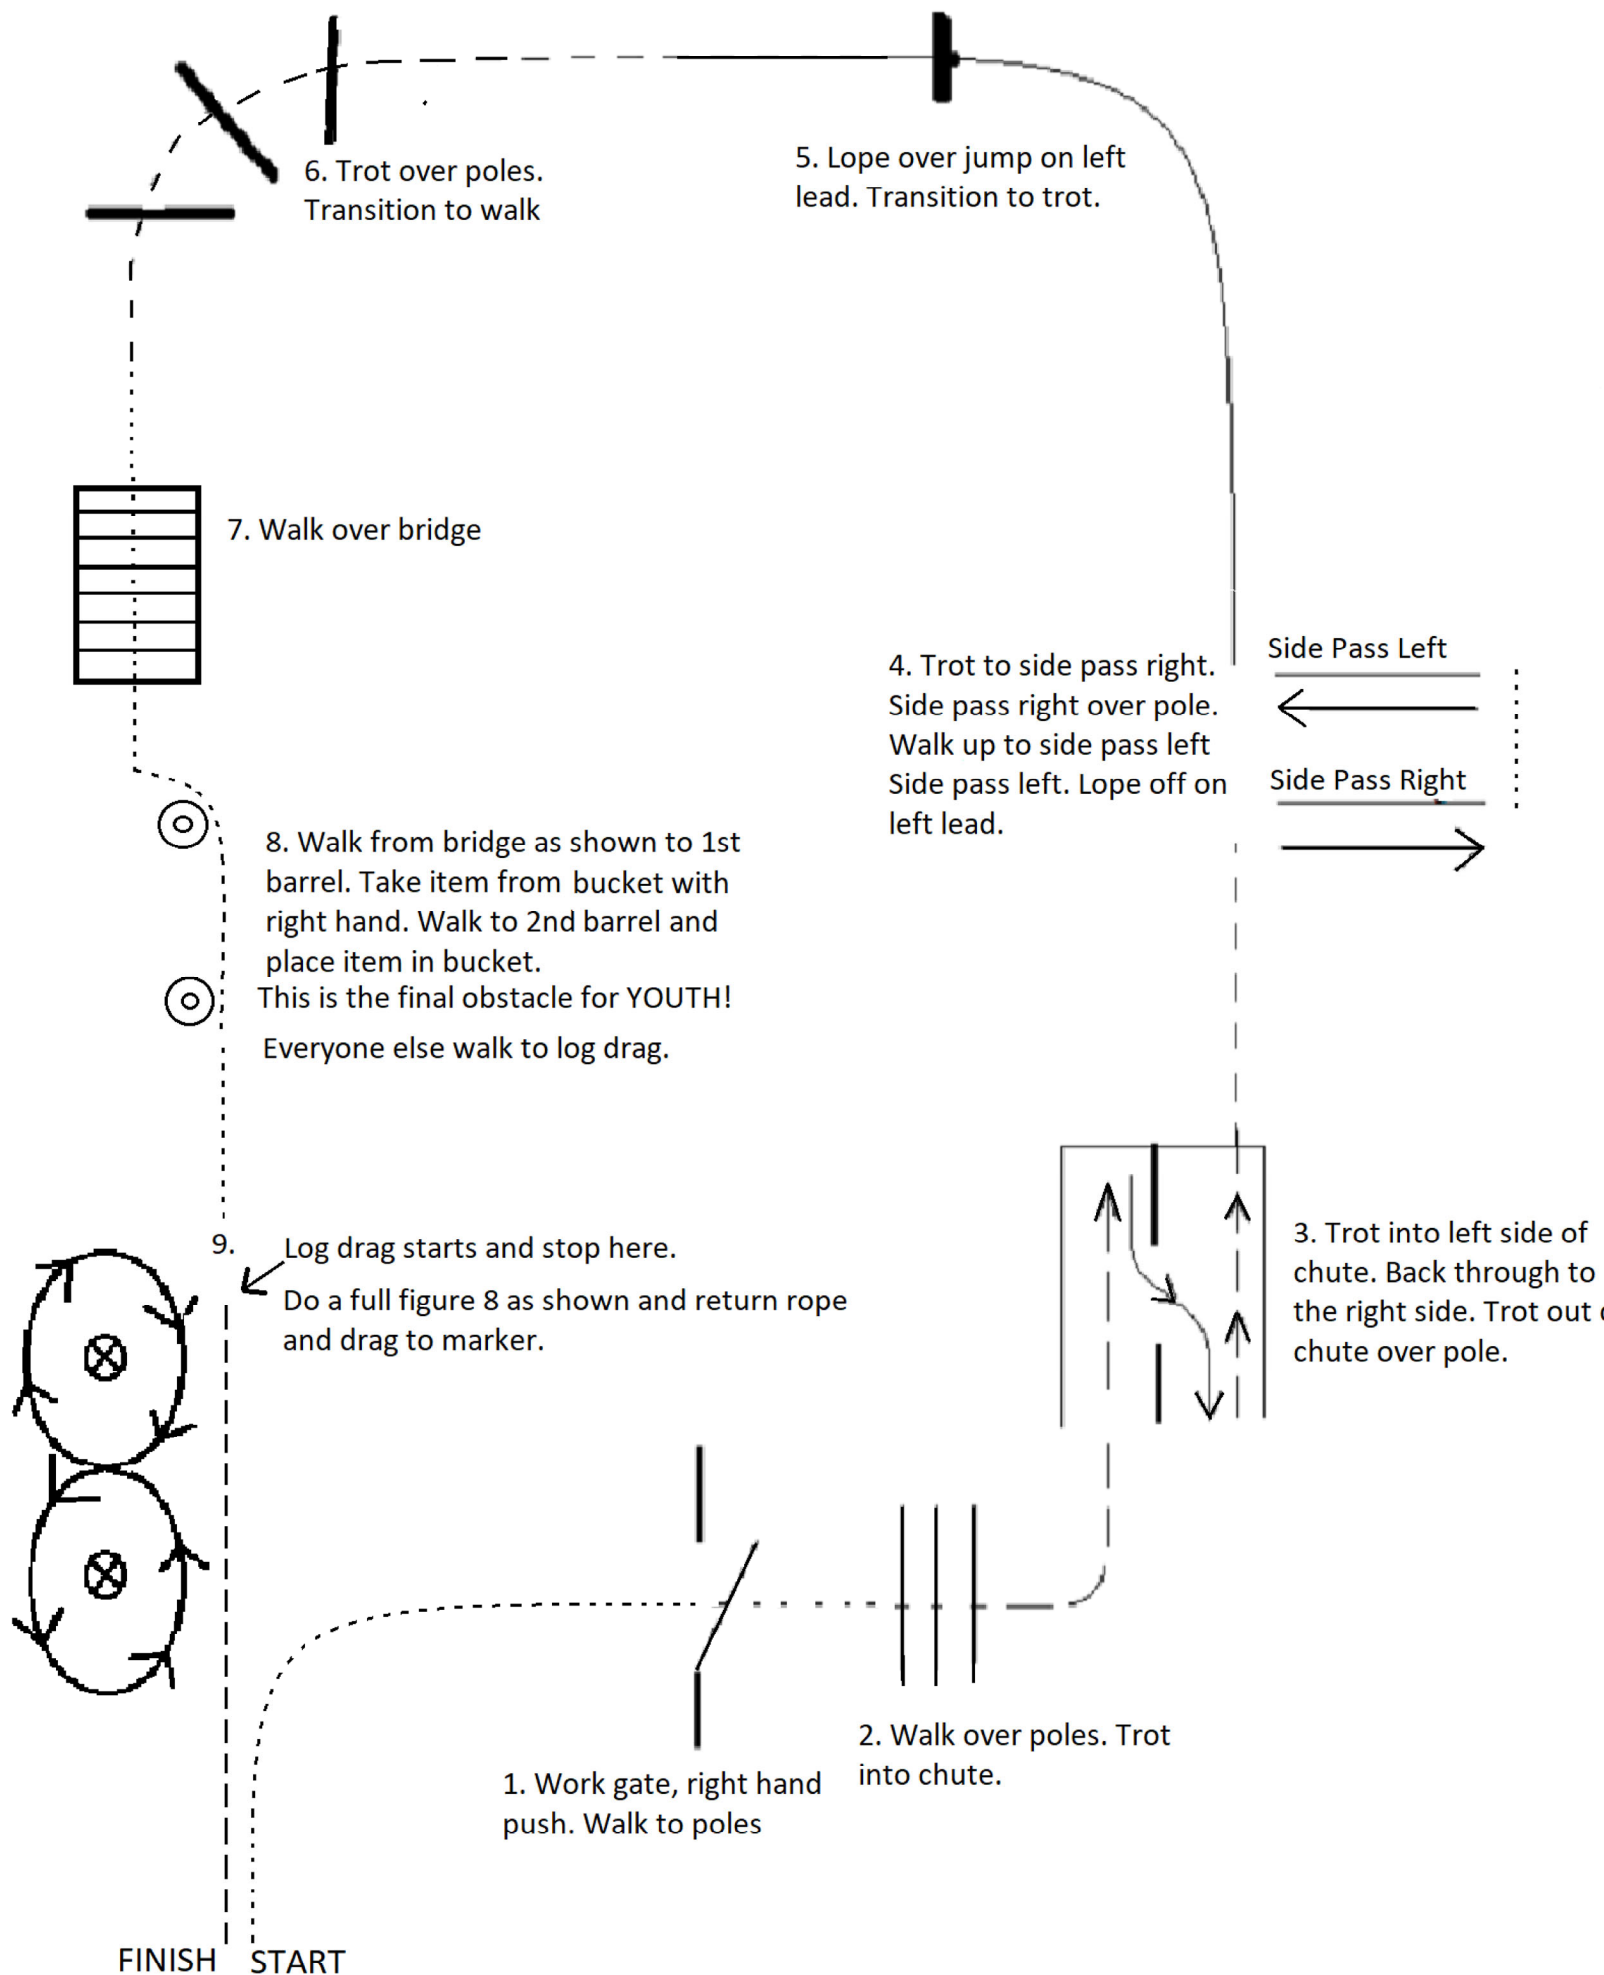 6. Trot over poles.
Transition to walk
5. Lope over jump on left
lead. Transition to trot.
7. Walk over bridge
4. Trot to side pass right.
Side pass right over pole.
Walk up to side pass left
Side pass left. Lope off on
left lead.
Side Pass Left
Side Pass Right
8. Walk from bridge as shown to 1st
barrel. Take item from bucket with
right hand. Walk to 2nd barrel and
place item in bucket.
This is the final obstacle for YOUTH!
Everyone else walk to log drag.
9.
Log drag starts and stop here.
Do a full figure 8 as shown and return rope
and drag to marker.
3. Trot into left side of
chute. Back through to
the right side. Trot out
chute over pole.
2. Walk over poles. Trot
into chute.
1. Work gate, right hand
push. Walk to poles
FINISH
START